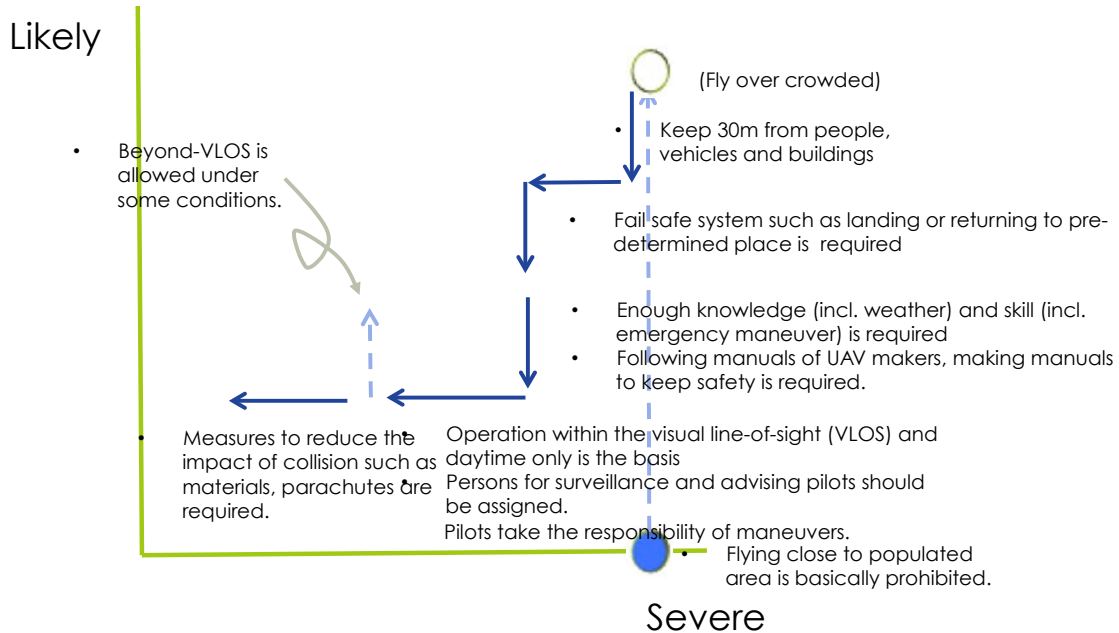 Likely
(Fly over crowded)
• Keep 30m from people,
vehicles and buildings
• Beyond-VLOS is
allowed under
some conditions.
• Fail safe system such as landing or returning to pre-
determined place is required
• Enough knowledge (incl. weather) and skill (incl.
emergency maneuver) is required
• Following manuals of UAV makers, making manuals
to keep safety is required.
• Measures to reduce the
impact of collision such as
materials, parachutes are
required.
• Operation within the visual line-of-sight (VLOS) and
daytime only is the basis
• Persons for surveillance and advising pilots should
be assigned.
Pilots take the responsibility of maneuvers.
• Flying close to populated
area is basically prohibited.
Severe